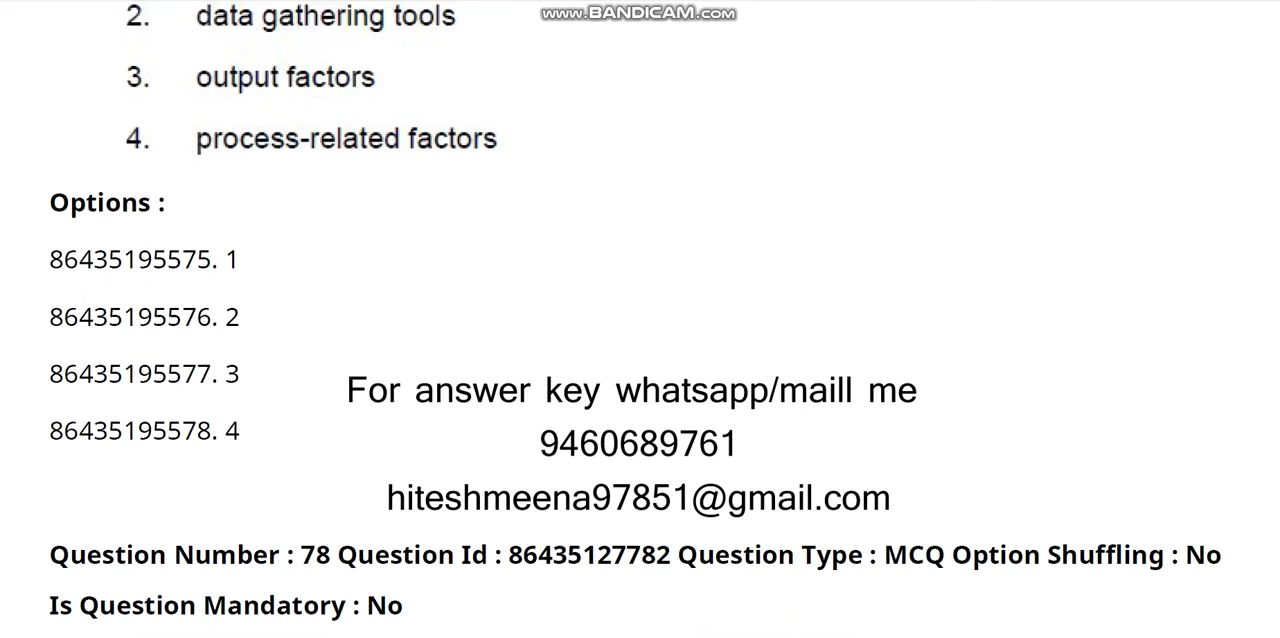 2. data gathering tools
www.BANDICAM.com
3. output factors
4. process-related factors
Options :
86435195575. 1
86435195576. 2
86435195577. 3
86435195578. 4
For answer key whatsapp/maill me
9460689761
hiteshmeena97851@gmail.com
Question Number : 78 Question Id : 86435127782 Question Type : MCQ Option Shuffling : No
Is Question Mandatory : No